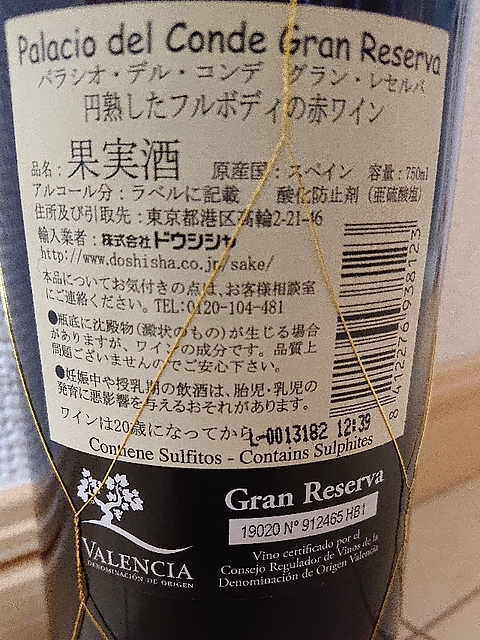 Palacio del Conde Gran Reserva
パラシオ・デル・コンデ グラン・レセルバ
円熟したフルボディの赤ワイン
品名:果実酒 原産国:スペイン 容量:750ml
アルコール分:ラベルに記載 酸化防止剤(亜硫酸塩)
住所及び引取先:東京都港区高輪2-21-46
輸入業者:株式会社ドウシシャ
http://www.doshisha.co.jp/sake/
本品についてお気付きの点は、お客様相談室
にご連絡ください。TEL:0120-104-481
●瓶底に沈殿物(澱状のもの)が生じる場合
がありますが、ワインの成分です。品質上
問題ございませんのでご安心下さい。
●妊娠中や授乳期の飲酒は、胎児・乳児の
発育に悪影響を与えるおそれがあります。
ワインは20歳になってから
L-0013182 12:39
8 412276 938123
Contiene Sulfitos - Contains Sulphites
Gran Reserva
19020 Nº 912465 HB1
VALENCIA
DENOMINACIÓN DE ORIGEN
Vino certificado por el
Consejo Regulador de Vinos de la
Denominación de Origen Valencia